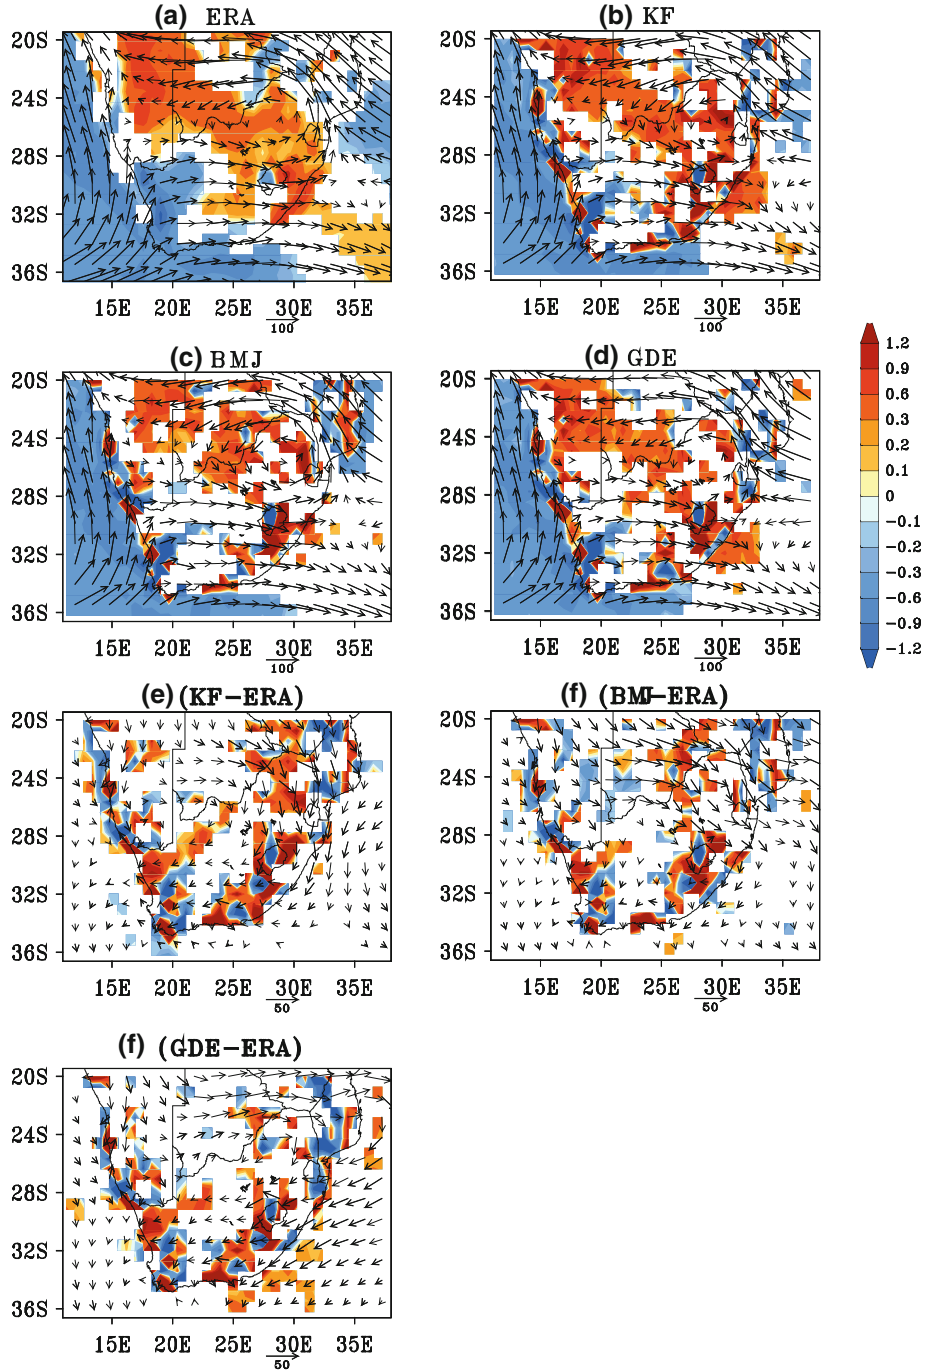 (a) ERA
(b) KF
20S
24S
28S
32S
36S
15E 20E 25E 30E 35E
100
20S
24S
28S
32S
36S
15E 20E 25E 30E 35E
100
(c) BMJ
(d) GDE
20S
24S
28S
32S
36S
15E 20E 25E 30E 35E
100
20S
24S
28S
32S
36S
15E 20E 25E 30E 35E
100
1.2
0.9
0.6
0.3
0.2
0.1
0
-0.1
-0.2
-0.3
-0.6
-0.9
-1.2
(e) (KF-ERA)
(f) (BMJ-ERA)
20S
24S
28S
32S
36S
15E 20E 25E 30E 35E
50
20S
24S
28S
32S
36S
15E 20E 25E 30E 35E
50
(f) (GDE-ERA)
20S
24S
28S
32S
36S
15E 20E 25E 30E 35E
50